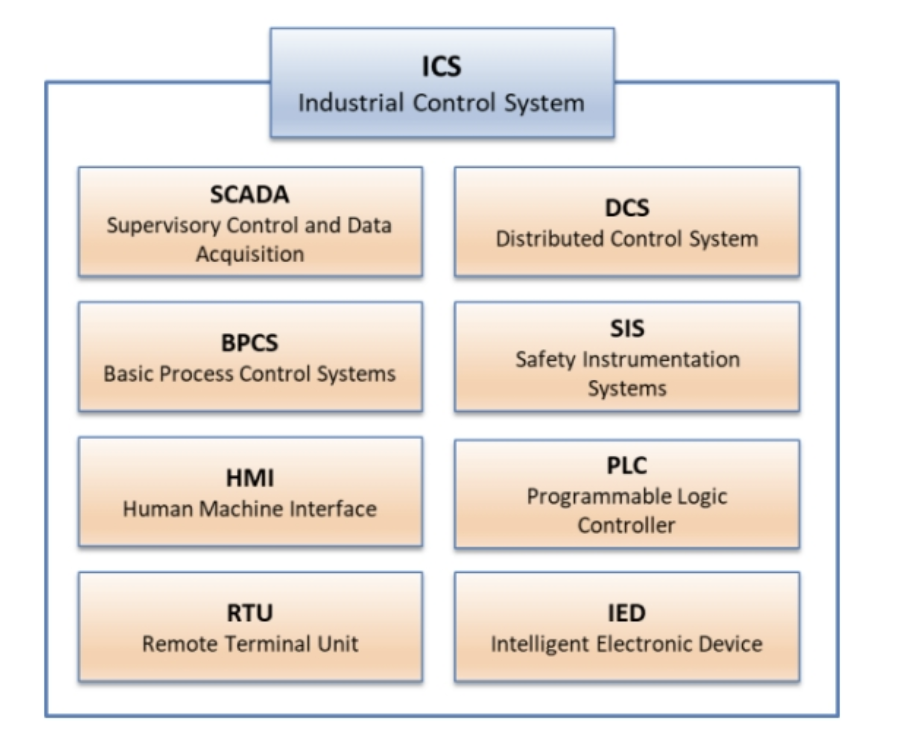 ICS
Industrial Control System
SCADA
Supervisory Control and Data
Acquisition
DCS
Distributed Control System
BPCS
Basic Process Control Systems
SIS
Safety Instrumentation
Systems
HMI
Human Machine Interface
PLC
Programmable Logic
Controller
RTU
Remote Terminal Unit
IED
Intelligent Electronic Device